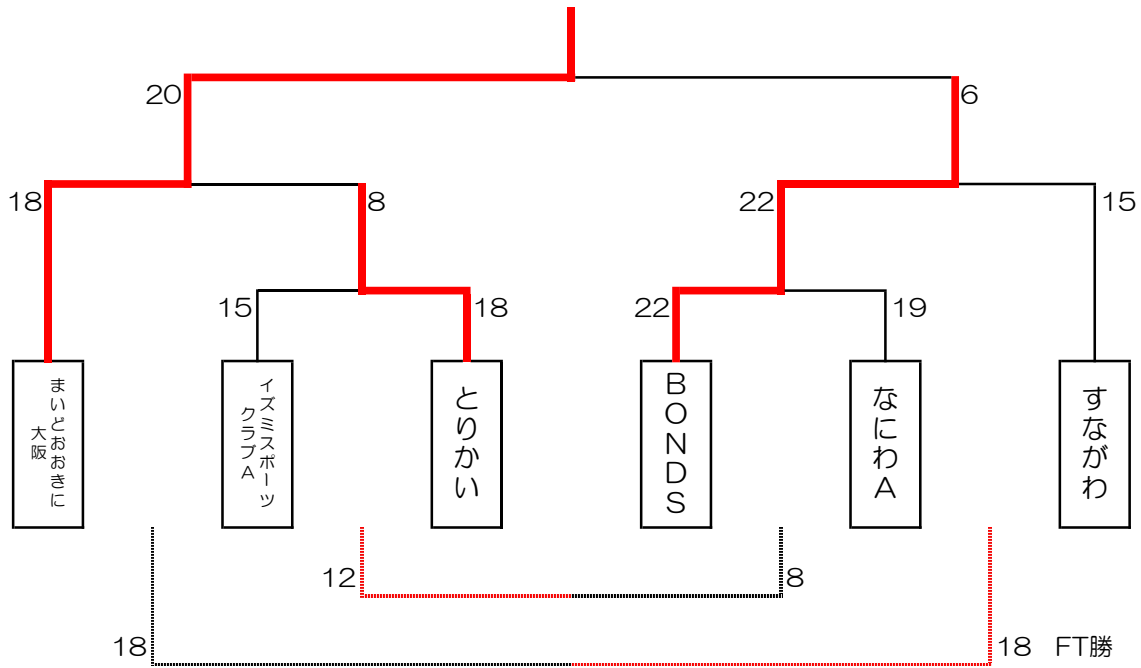 20
6
18
8
22
15
15
18
22
19
まいどおおきに
大阪
イズミスポーツ
クラブA
とりかい
BONDS
なにわA
すながわ
12
8
18
18 FT勝